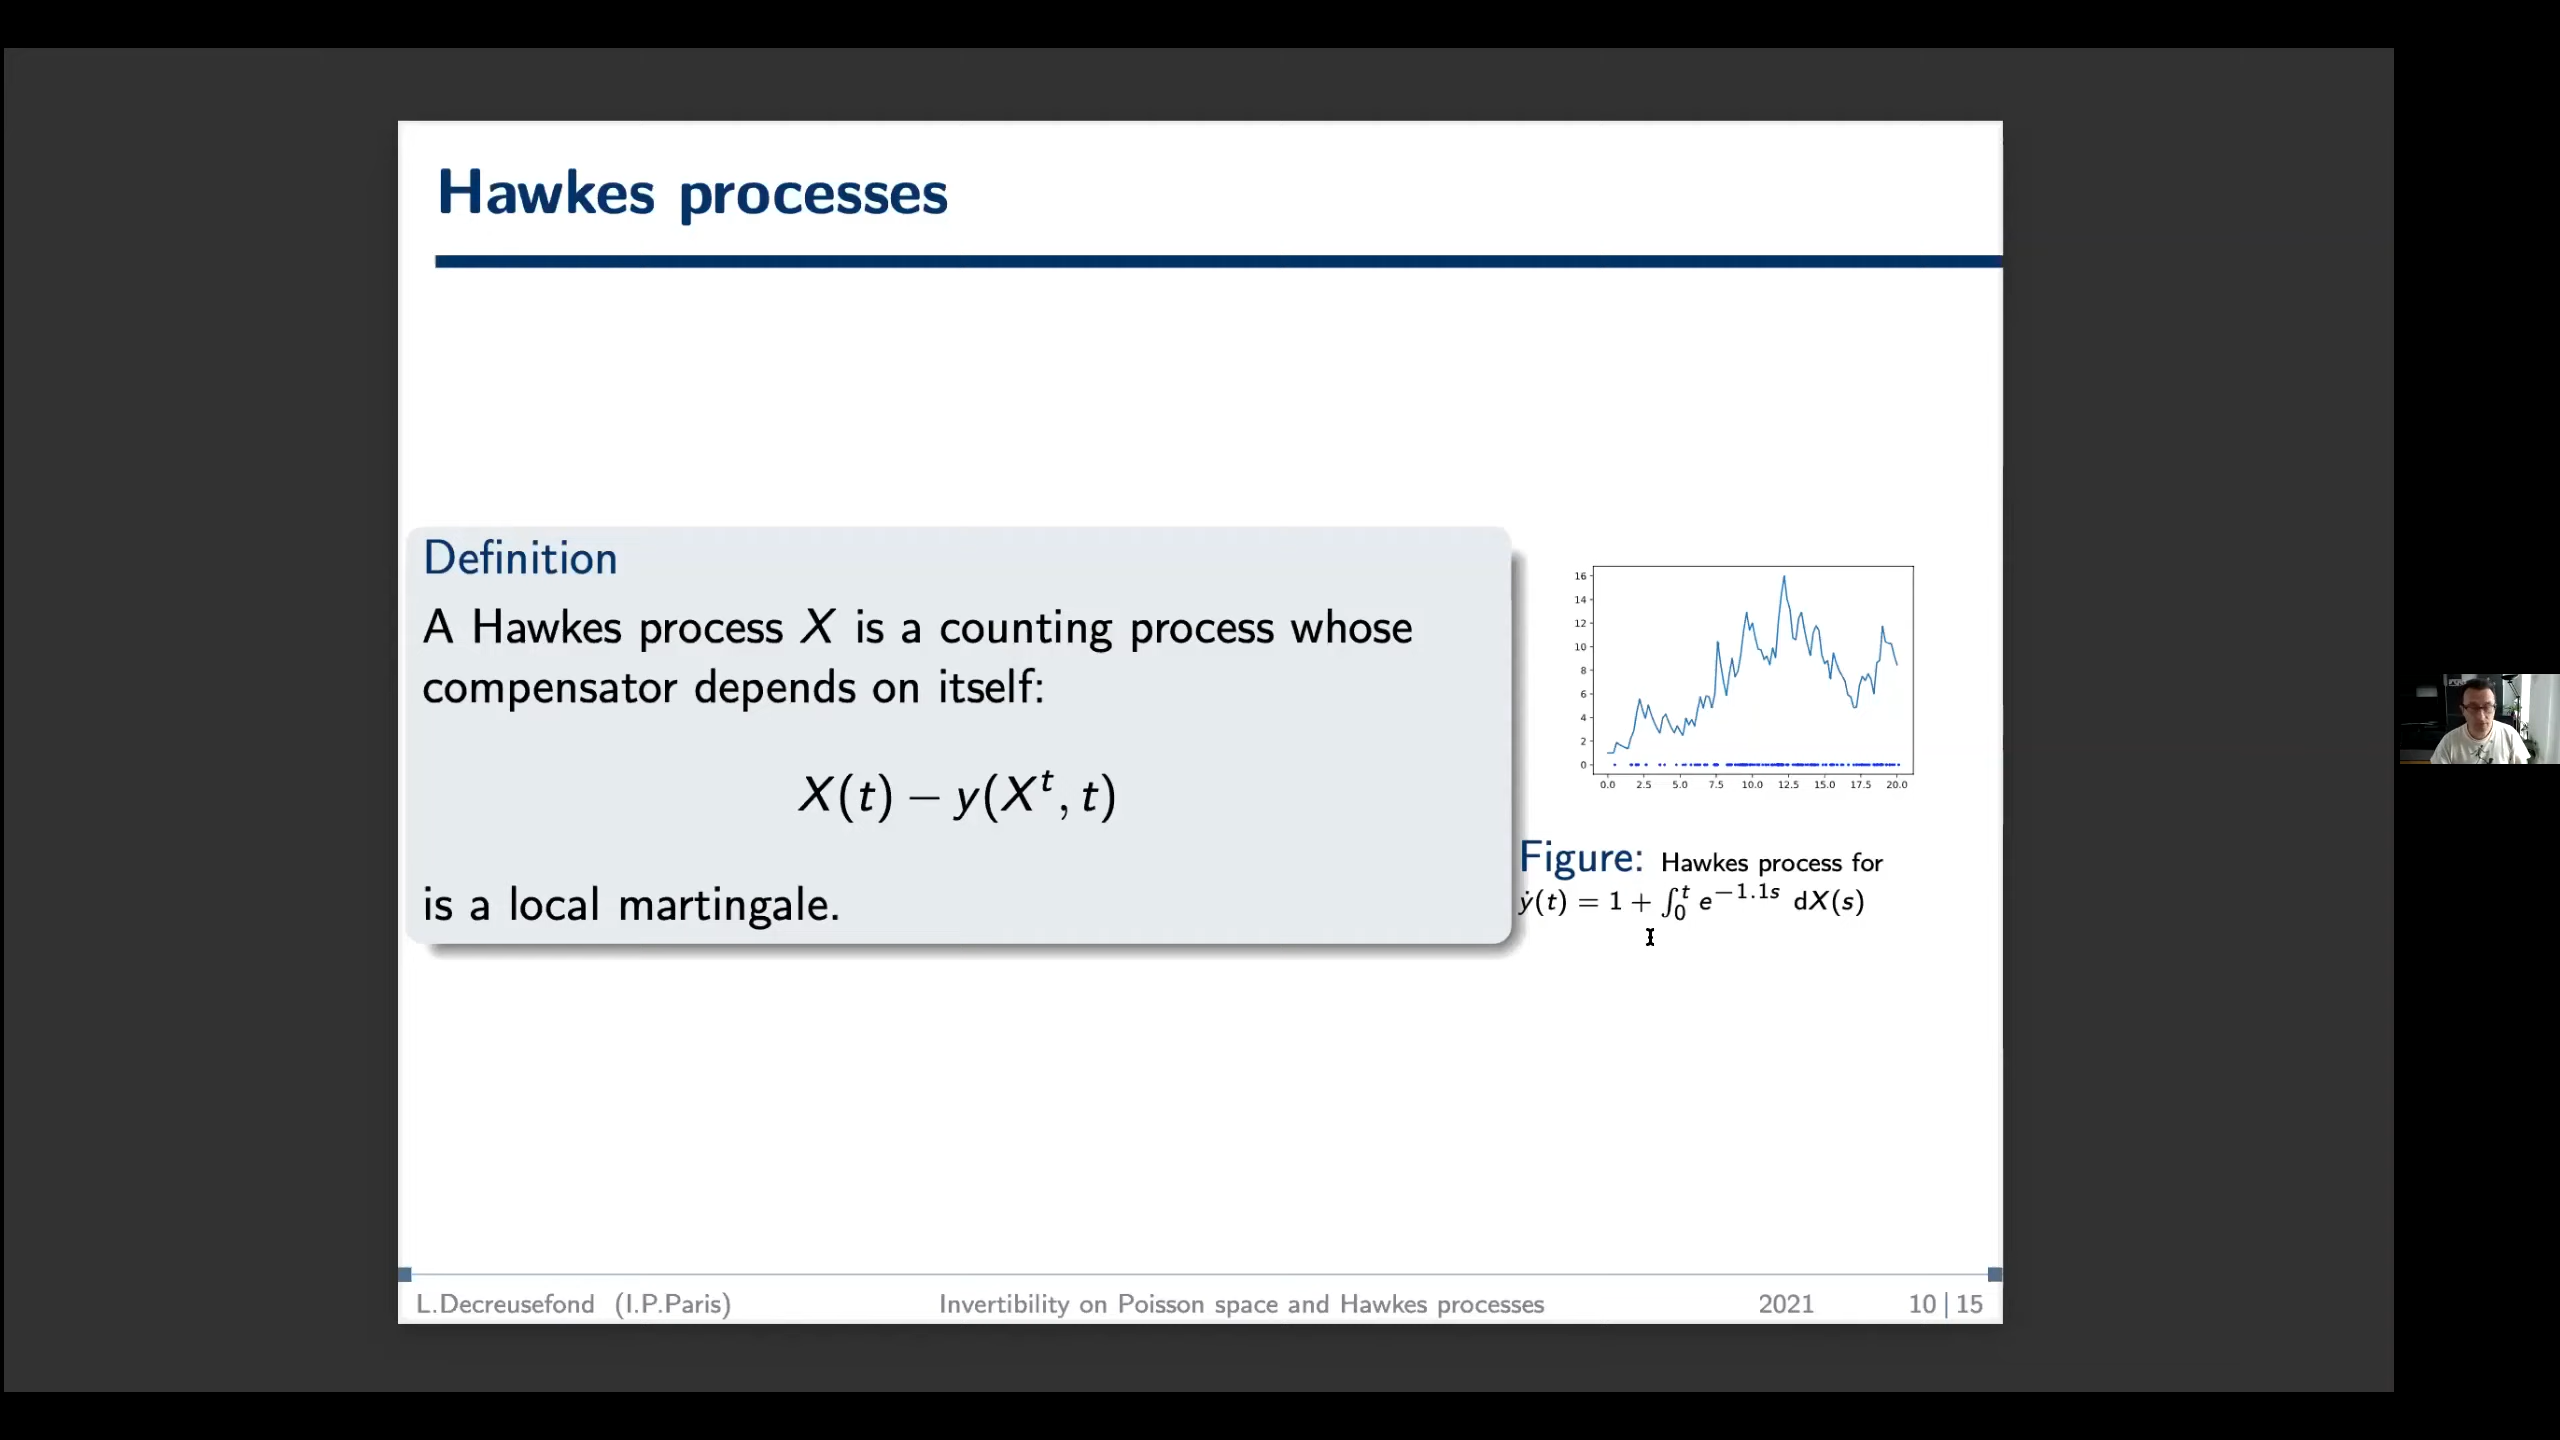 Hawkes processes
Definition
A Hawkes process X is a counting process whose
compensator depends on itself:
X(t) − y(X^t, t)
is a local martingale.
16
14
12
10
8
6
4
2
0
0.0 2.5 5.0 7.5 10.0 12.5 15.0 17.5 20.0
Figure: Hawkes process for
ẏ(t) = 1 + ∫_0^t e^{−1.1s} dX(s)
L.Decreusefond (I.P.Paris) Invertibility on Poisson space and Hawkes processes 2021 10 | 15